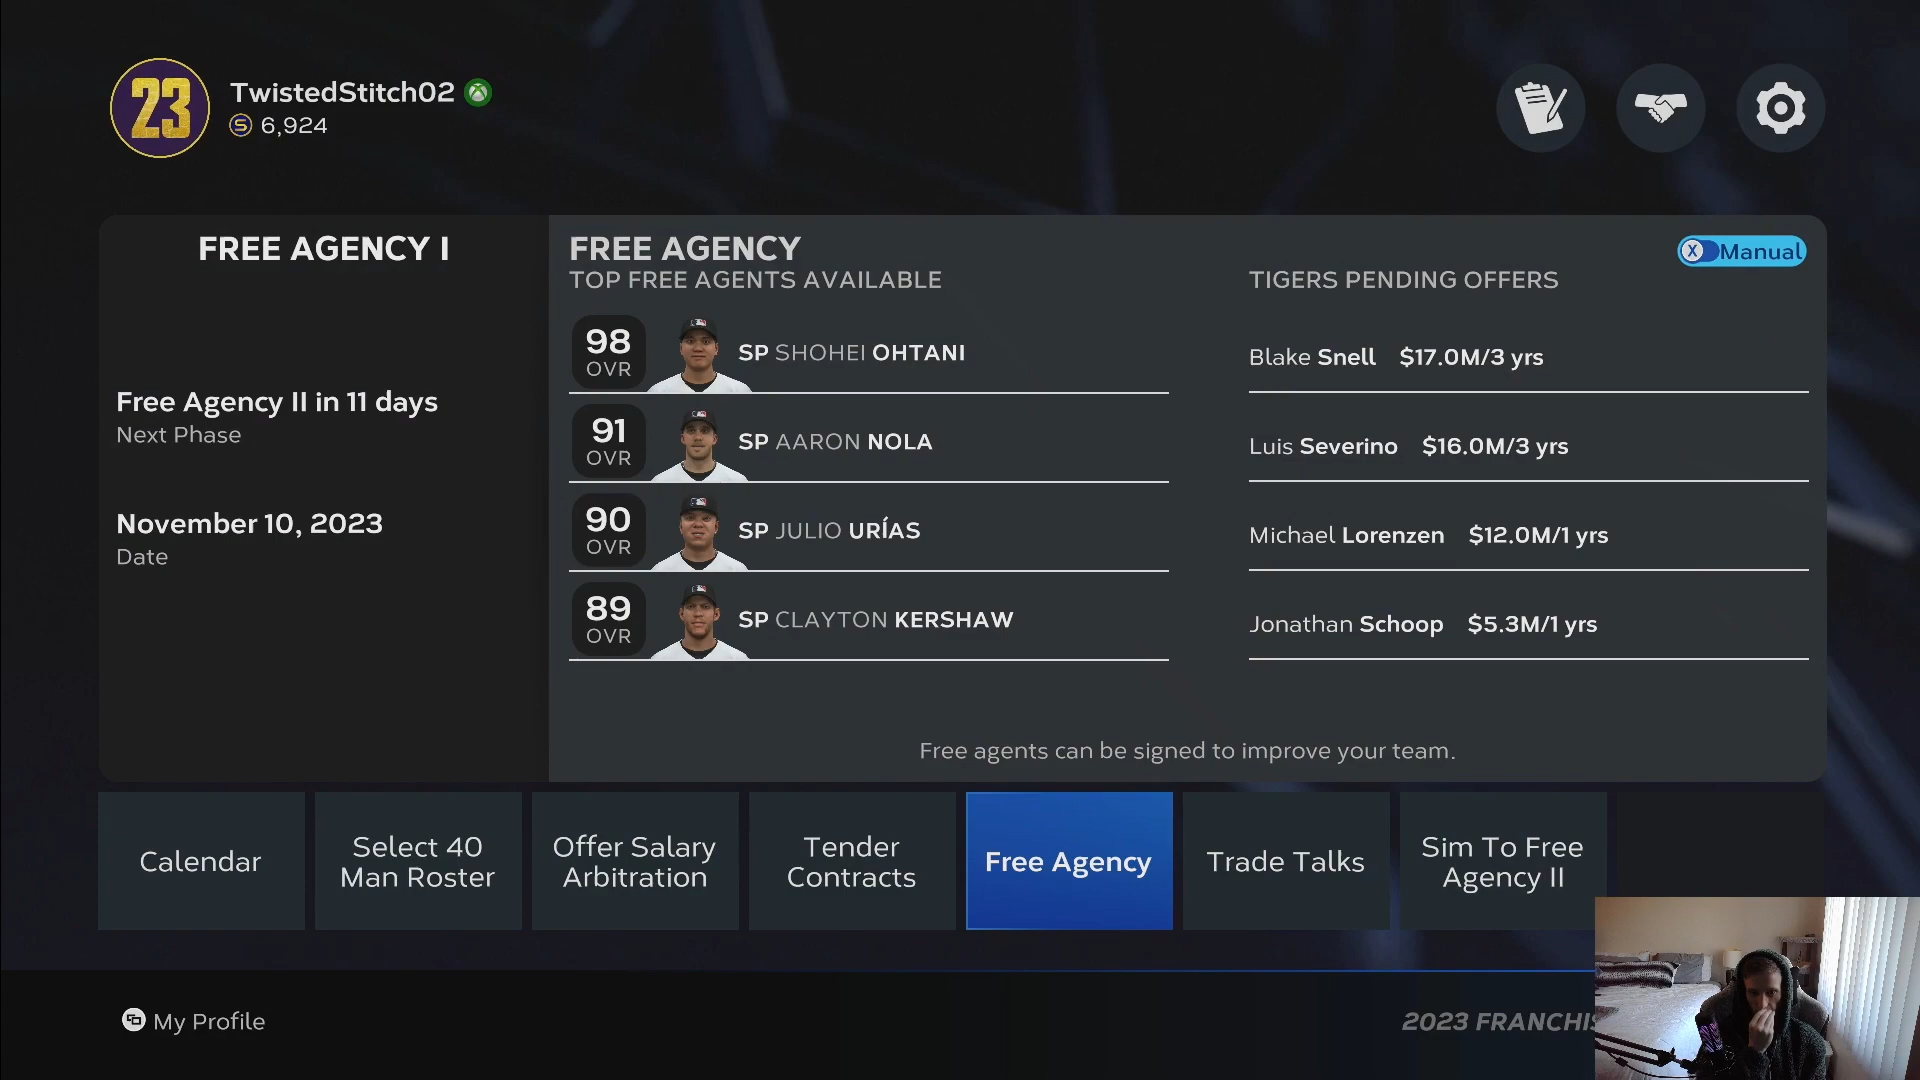 23
TwistedStitch02
S 6,924
FREE AGENCY I
Free Agency II in 11 days
Next Phase
November 10, 2023
Date
FREE AGENCY
X Manual
TOP FREE AGENTS AVAILABLE
98 OVR SP SHOHEI OHTANI
91 OVR SP AARON NOLA
90 OVR SP JULIO URÍAS
89 OVR SP CLAYTON KERSHAW
TIGERS PENDING OFFERS
Blake Snell $17.0M/3 yrs
Luis Severino $16.0M/3 yrs
Michael Lorenzen $12.0M/1 yrs
Jonathan Schoop $5.3M/1 yrs
Free agents can be signed to improve your team.
Calendar
Select 40
Man Roster
Offer Salary
Arbitration
Tender
Contracts
Free Agency
Trade Talks
Sim To Free
Agency II
My Profile
2023 FRANCHIS